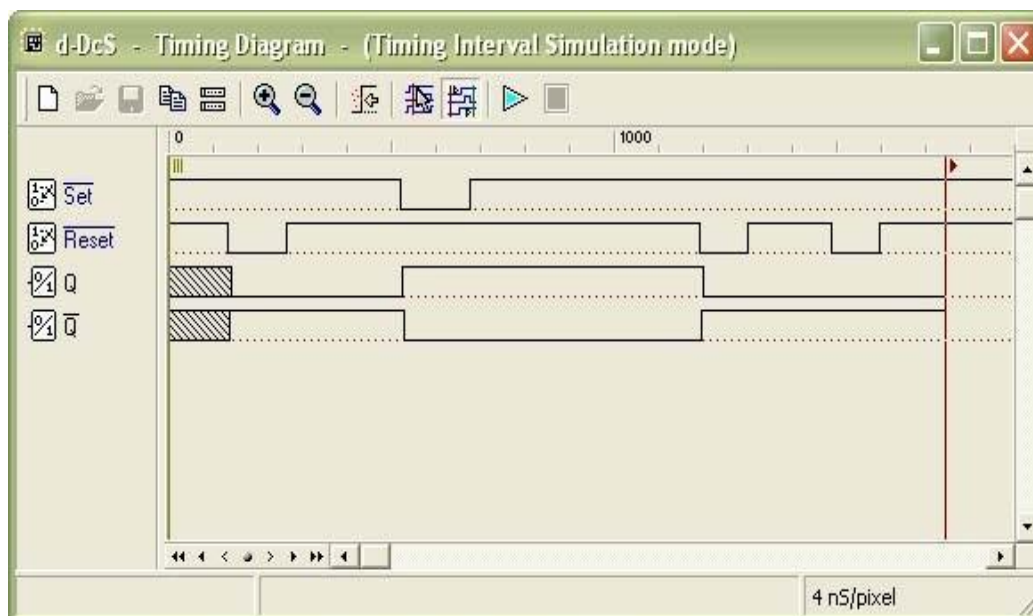 d-DcS - Timing Diagram - (Timing Interval Simulation mode)
0 1000
Set
Reset
Q
Q
4 nS/pixel